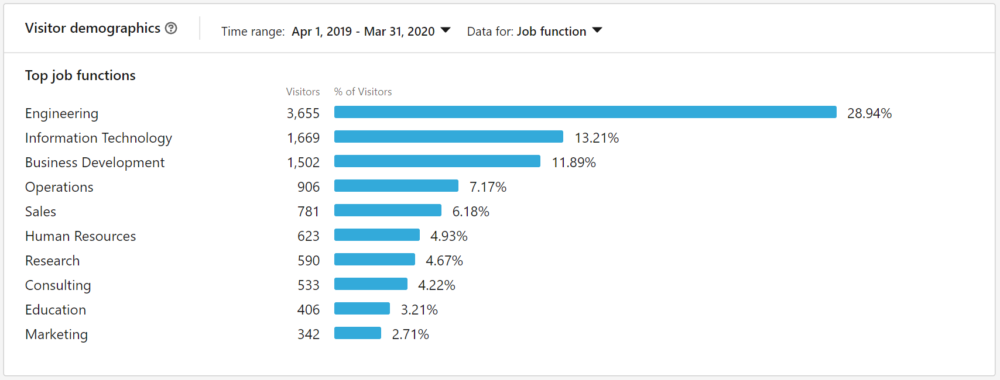 Visitor demographics ?
Time range: Apr 1, 2019 - Mar 31, 2020 Data for: Job function
Top job functions
Visitors % of Visitors
Engineering 3,655 28.94%
Information Technology 1,669 13.21%
Business Development 1,502 11.89%
Operations 906 7.17%
Sales 781 6.18%
Human Resources 623 4.93%
Research 590 4.67%
Consulting 533 4.22%
Education 406 3.21%
Marketing 342 2.71%